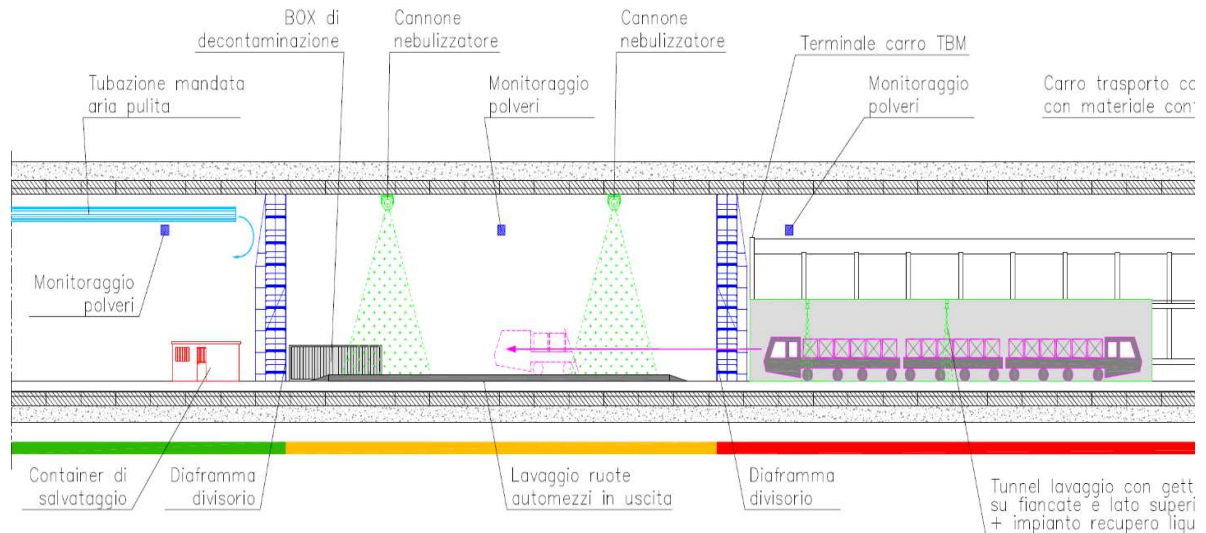 BOX di
decontaminazione
Cannone
nebulizzatore
Cannone
nebulizzatore
Terminale carro TBM
Tubazione mandata
aria pulita
Monitoraggio
polveri
Monitoraggio
polveri
Carro trasporto
con materiale
Monitoraggio
polveri
Container di
salvataggio
Diaframma
divisorio
Lavaggio ruote
automezzi in uscita
Diaframma
divisorio
Tunnel lavaggio con
su fiancate e lato
+ impianto recupero